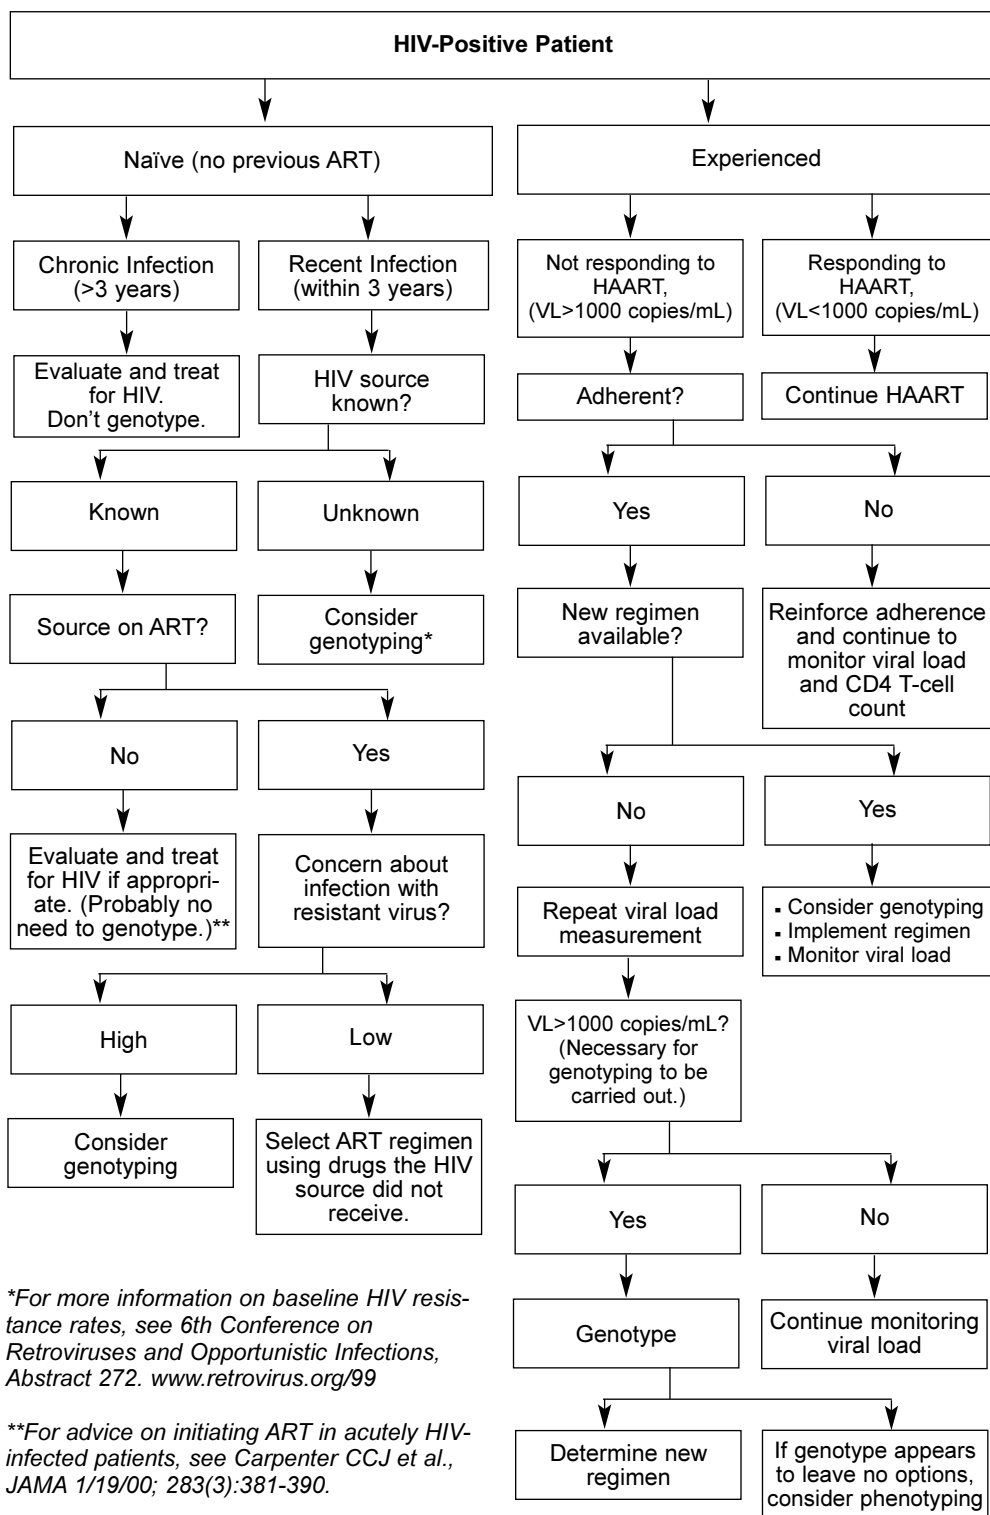 HIV-Positive Patient
Naïve (no previous ART)
Experienced
Chronic Infection
(>3 years)
Recent Infection
(within 3 years)
Not responding to
HAART,
(VL>1000 copies/mL)
Responding to
HAART,
(VL<1000 copies/mL)
Evaluate and treat
for HIV.
Don’t genotype.
HIV source
known?
Adherent?
Continue HAART
Known
Unknown
Yes
No
Source on ART?
Consider
genotyping*
New regimen
available?
Reinforce adherence
and continue to
monitor viral load
and CD4 T-cell
count
No
Yes
No
Yes
Evaluate and treat
for HIV if appropri-
ate. (Probably no
need to genotype.)**
Concern about
infection with
resistant virus?
Repeat viral load
measurement
▪ Consider genotyping
▪ Implement regimen
▪ Monitor viral load
High
Low
VL>1000 copies/mL?
(Necessary for
genotyping to be
carried out.)
Consider
genotyping
Select ART regimen
using drugs the HIV
source did not
receive.
Yes
No
Genotype
Continue monitoring
viral load
Determine new
regimen
If genotype appears
to leave no options,
consider phenotyping
*For more information on baseline HIV resis-
tance rates, see 6th Conference on
Retroviruses and Opportunistic Infections,
Abstract 272. www.retrovirus.org/99
**For advice on initiating ART in acutely HIV-
infected patients, see Carpenter CCJ et al.,
JAMA 1/19/00; 283(3):381-390.